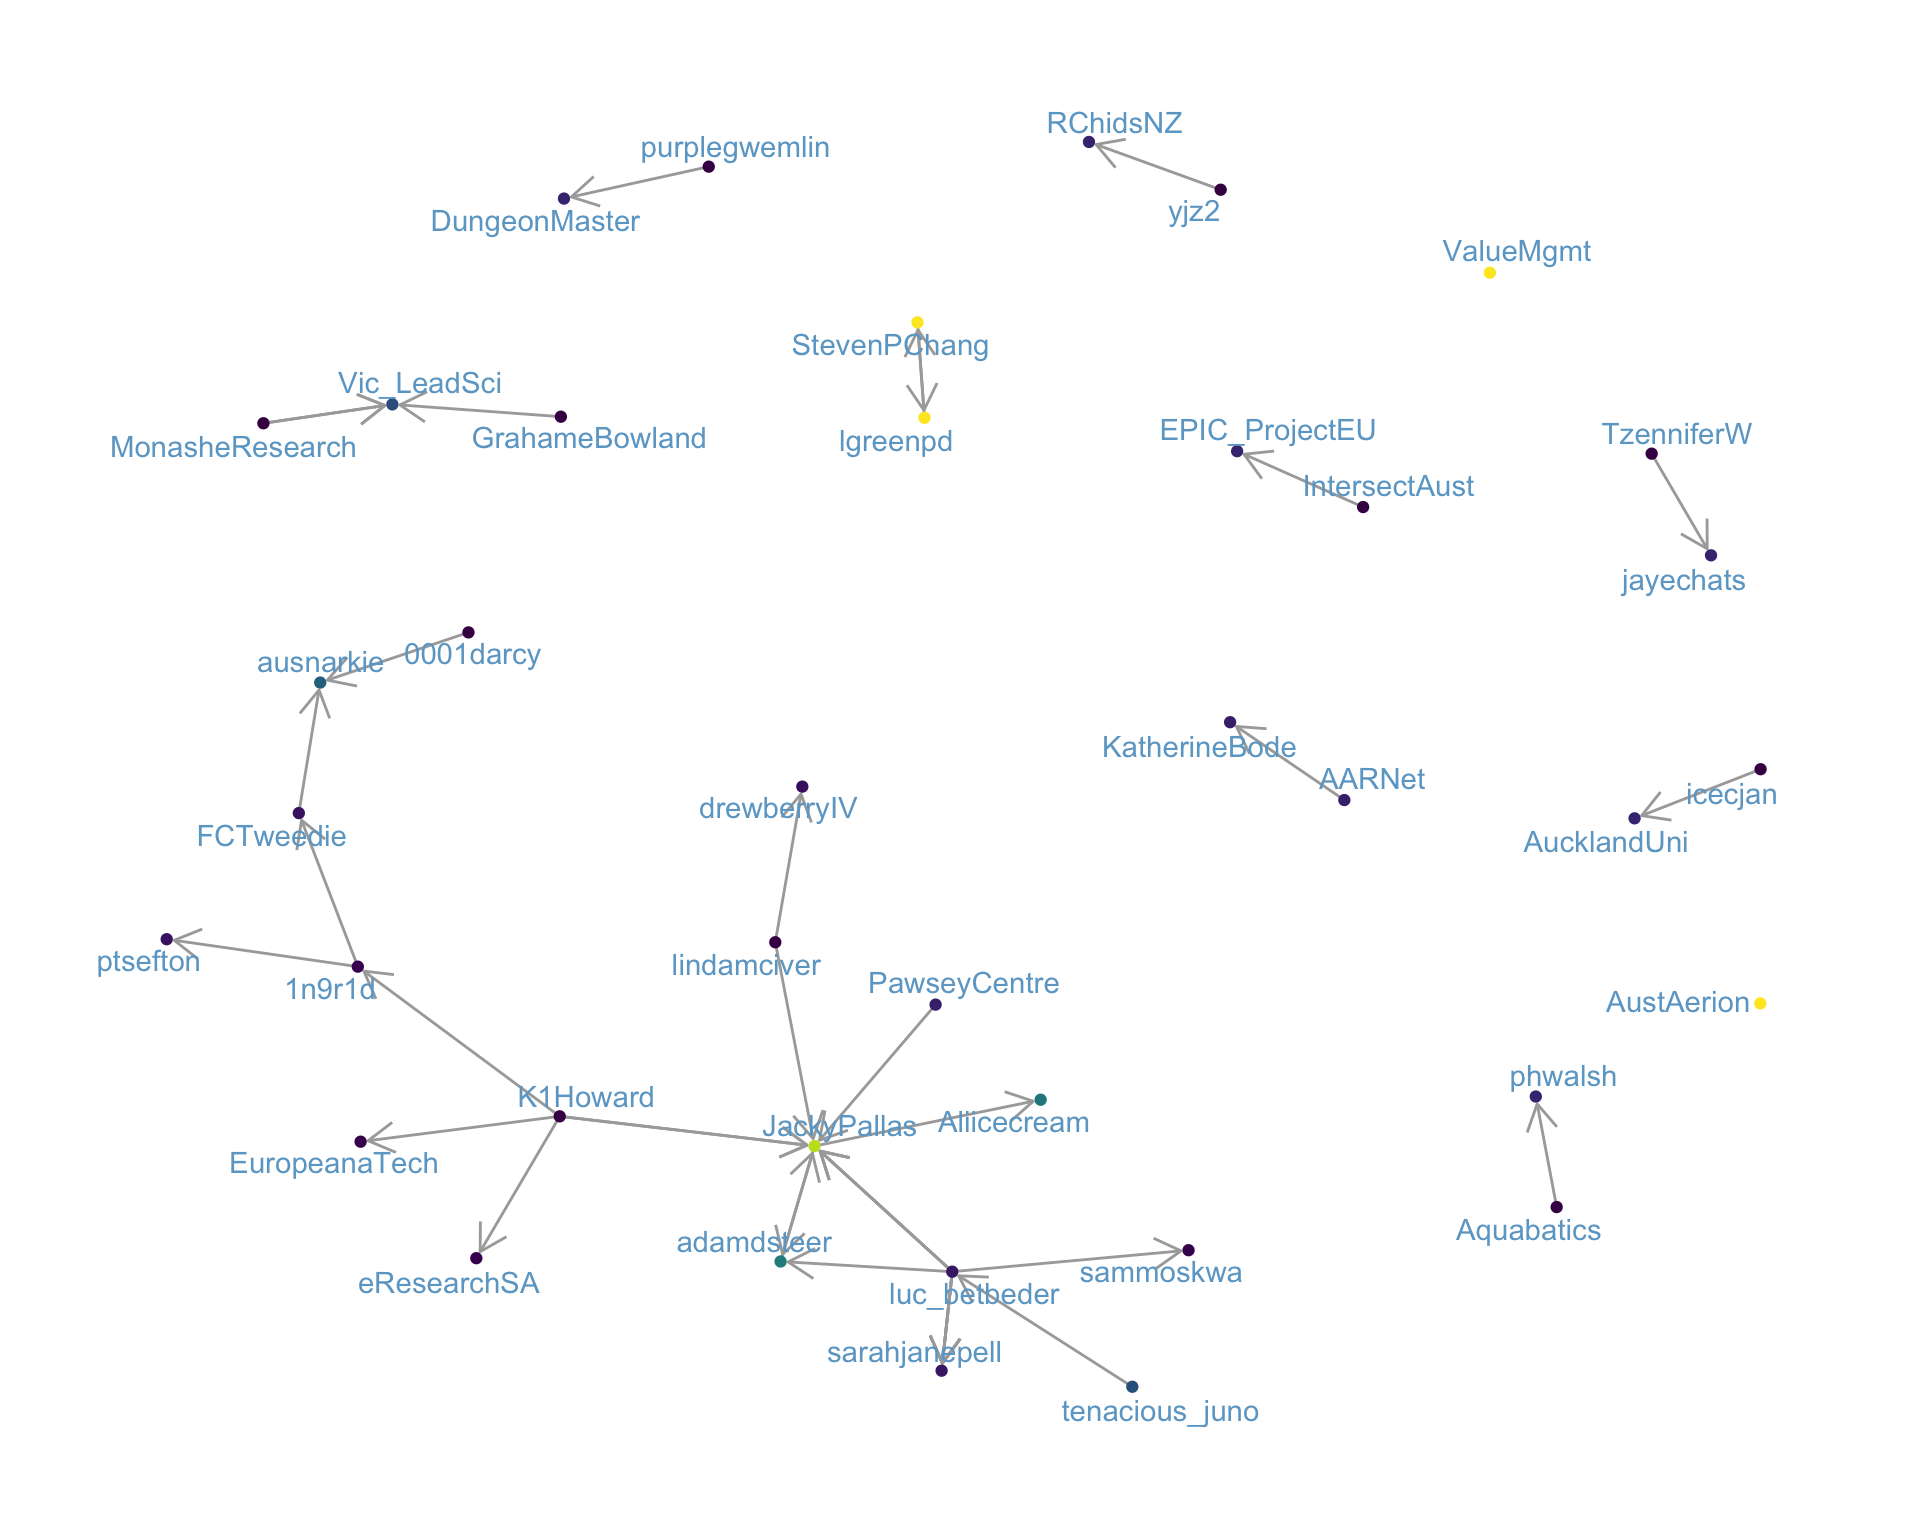 RChidsNZ
purplegwemlin
yjz2
DungeonMaster
ValueMgmt
StevenPChang
Vic_LeadSci
EPIC_ProjectEU
TzenniferW
GrahameBowland
lgreenpd
MonasheResearch
IntersectAust
jayechats
0001darcy
ausnarkie
KatherineBode
AARNet
icecjan
drewberryIV
FCTweedie
AucklandUni
ptsefton
lindamciver
PawseyCentre
1n9r1d
AustAerion
phwalsh
K1Howard
JackyPallas
Aliicecream
EuropeanaTech
Aquabatics
adamdsteer
sammoskwa
eResearchSA
luc_betbeder
sarahjanepell
tenacious_juno